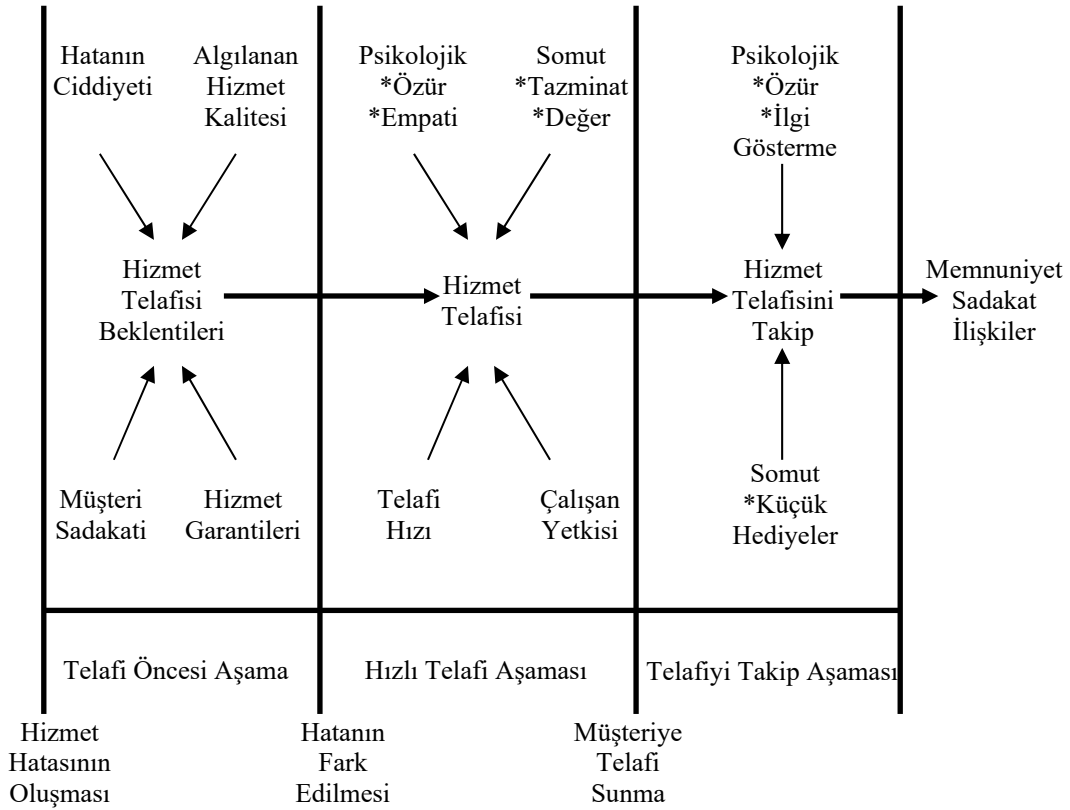 Hatanın
Ciddiyeti
Algılanan
Hizmet
Kalitesi
Psikolojik
*Özür
*Empati
Somut
*Tazminat
*Değer
Psikolojik
*Özür
*İlgi
Gösterme
Hizmet
Telafisi
Beklentileri
Hizmet
Telafisi
Hizmet
Telafisini
Takip
Memnuniyet
Sadakat
İlişkiler
Müşteri
Sadakati
Hizmet
Garantileri
Telafi
Hızı
Çalışan
Yetkisi
Somut
*Küçük
Hediyeler
Telafi Öncesi Aşama
Hızlı Telafi Aşaması
Telafiyi Takip Aşaması
Hizmet
Hatasının
Oluşması
Hatanın
Fark
Edilmesi
Müşteriye
Telafi
Sunma